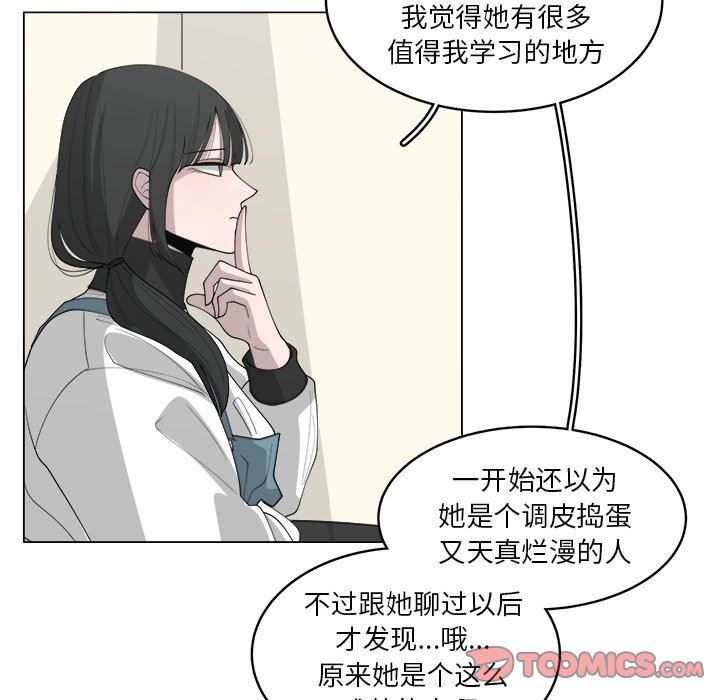 我觉得她有很多
值得我学习的地方
一开始还以为
她是个调皮捣蛋
又天真烂漫的人
不过跟她聊过以后
才发现...哦...
原来她是个这么
TOOMICS.COM